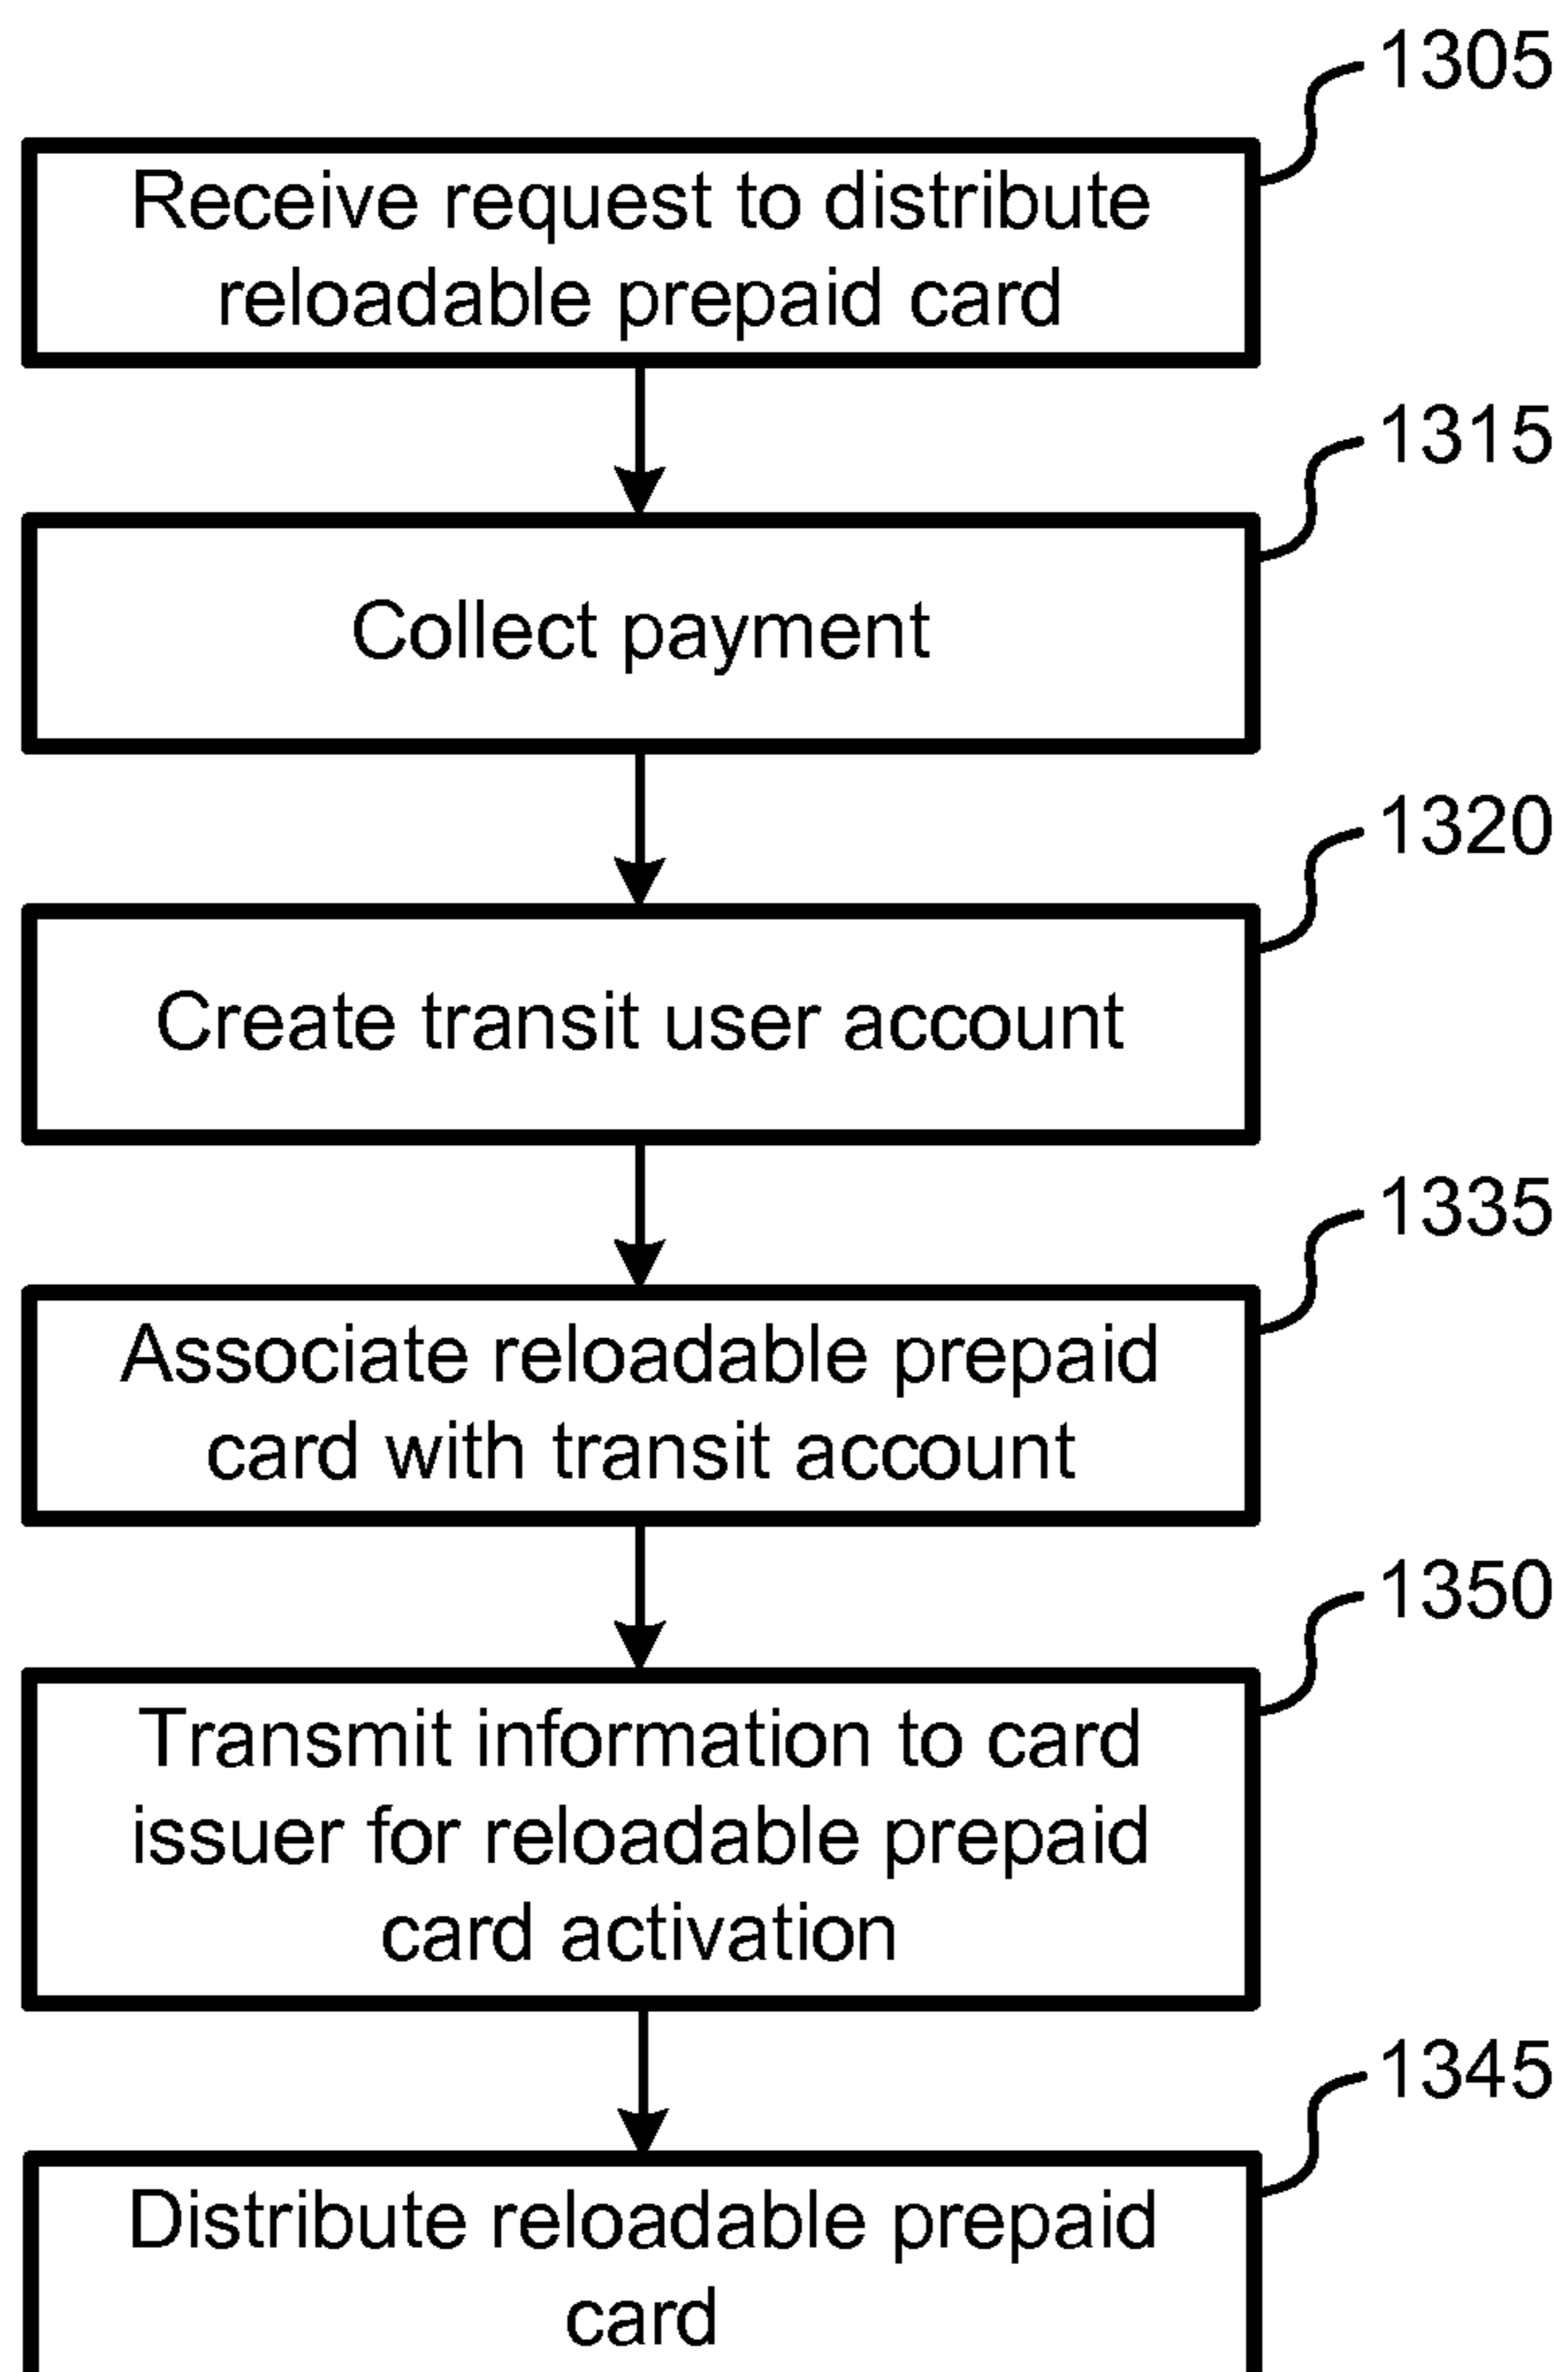 1305
Receive request to distribute
reloadable prepaid card
1315
Collect payment
1320
Create transit user account
1335
Associate reloadable prepaid
card with transit account
1350
Transmit information to card
issuer for reloadable prepaid
card activation
1345
Distribute reloadable prepaid
card